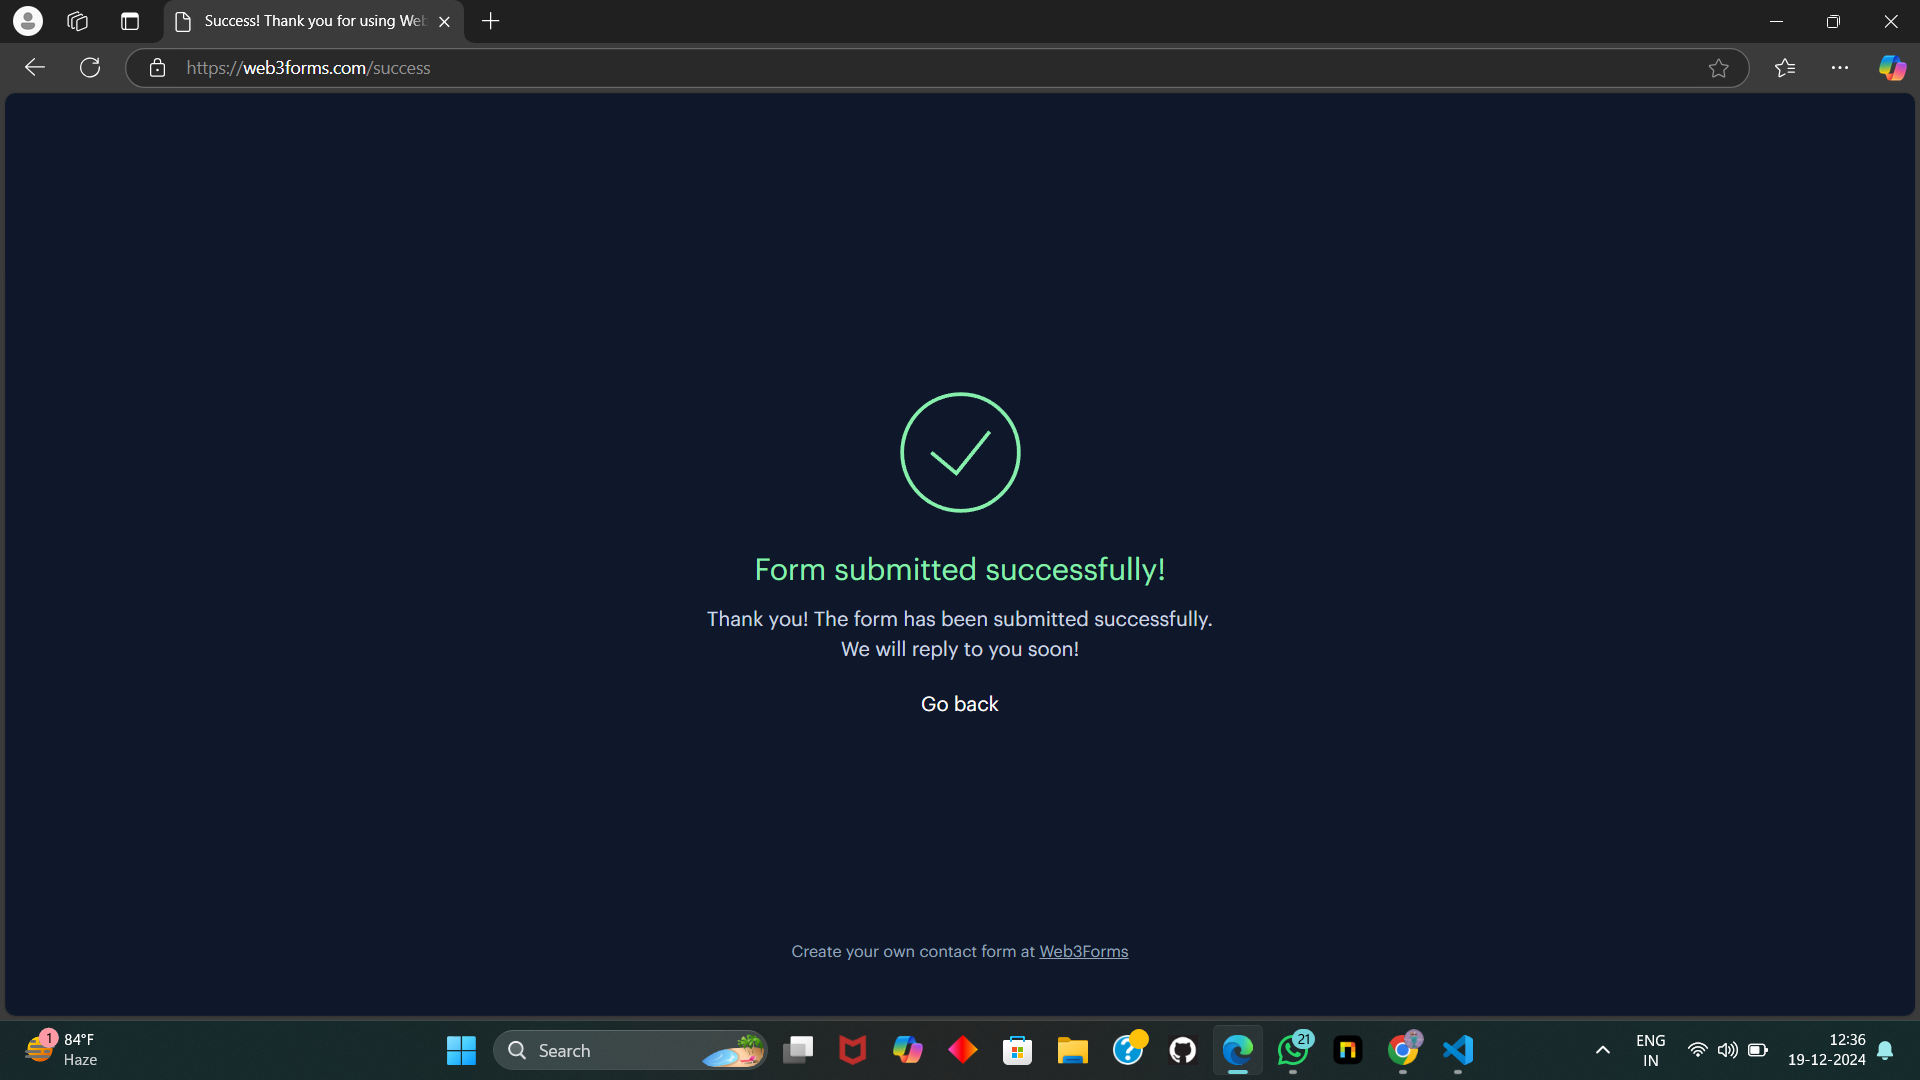 Success! Thank you for using Web
https://web3forms.com/success
Form submitted successfully!
Thank you! The form has been submitted successfully.
We will reply to you soon!
Go back
Create your own contact form at Web3Forms
1
84°F
Haze
Search
21
ENG
IN
12:36
19-12-2024